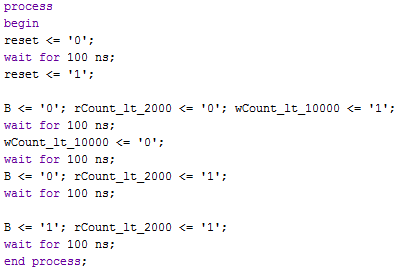 process
begin
reset <= '0';
wait for 100 ns;
reset <= '1';
B <= '0'; rCount_lt_2000 <= '0'; wCount_lt_10000 <= '1';
wait for 100 ns;
wCount_lt_10000 <= '0';
wait for 100 ns;
B <= '0'; rCount_lt_2000 <= '1';
wait for 100 ns;
B <= '1'; rCount_lt_2000 <= '1';
wait for 100 ns;
end process;